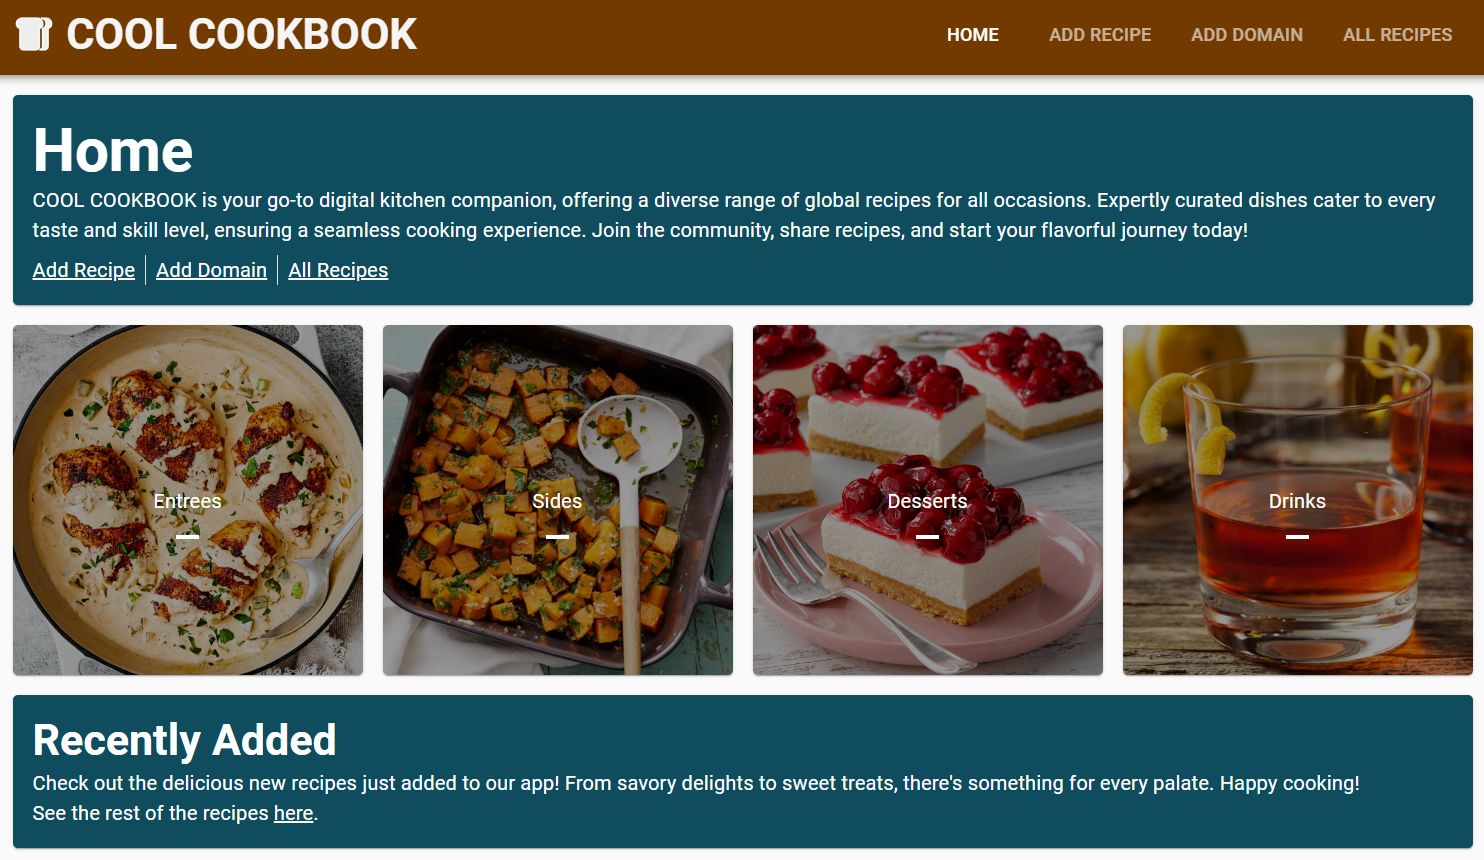 COOL COOKBOOK
HOME ADD RECIPE ADD DOMAIN ALL RECIPES
Home
COOL COOKBOOK is your go-to digital kitchen companion, offering a diverse range of global recipes for all occasions. Expertly curated dishes cater to every
taste and skill level, ensuring a seamless cooking experience. Join the community, share recipes, and start your flavorful journey today!
Add Recipe Add Domain All Recipes
Entrees
Sides
Desserts
Drinks
Recently Added
Check out the delicious new recipes just added to our app! From savory delights to sweet treats, there's something for every palate. Happy cooking!
See the rest of the recipes here.